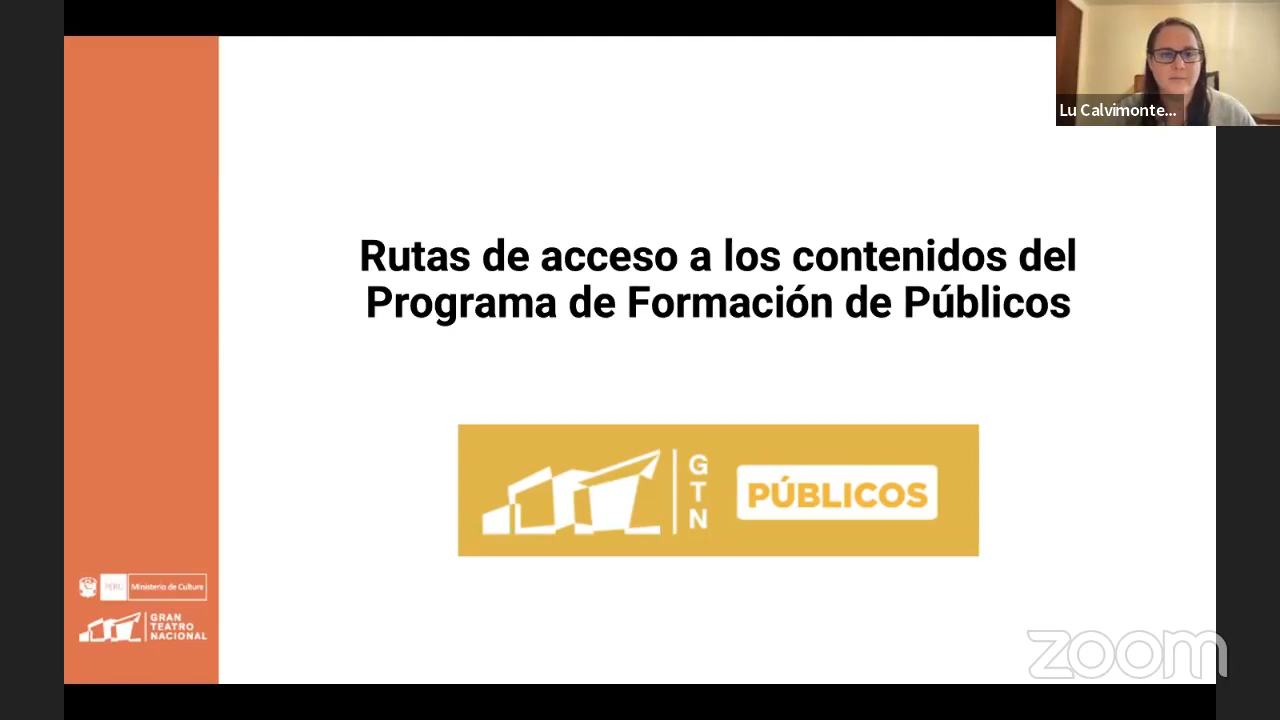 Lu Calvimonte...
Rutas de acceso a los contenidos del
Programa de Formación de Públicos
G
T
N
PÚBLICOS
PERÚ
Ministerio de Cultura
GRAN
TEATRO
NACIONAL
zoom